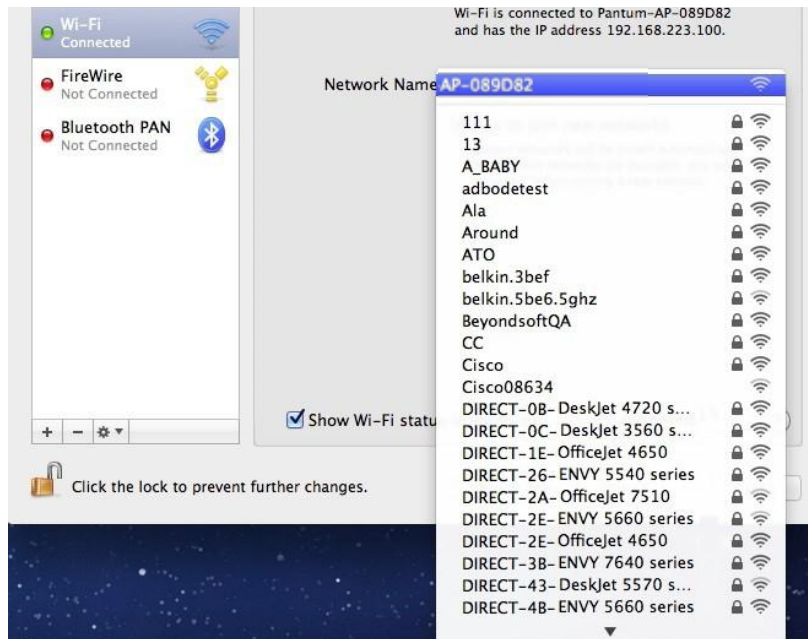 Wi-Fi
Connected
FireWire
Not Connected
Bluetooth PAN
Not Connected
+ -
Wi-Fi is connected to Pantum-AP-089D82
and has the IP address 192.168.223.100.
Network Name
AP-089D82
111
13
A_BABY
adbodetest
Ala
Around
ATO
belkin.3bef
belkin.5be6.5ghz
BeyondsoftQA
CC
Cisco
Cisco08634
DIRECT-0B-DeskJet 4720 s...
DIRECT-0C-DeskJet 3560 s...
DIRECT-1E-OfficeJet 4650
DIRECT-26-ENVY 5540 series
DIRECT-2A-OfficeJet 7510
DIRECT-2E-ENVY 5660 series
DIRECT-2E-OfficeJet 4650
DIRECT-3B-ENVY 7640 series
DIRECT-43-DeskJet 5570 s...
DIRECT-4B-ENVY 5660 series
Show Wi-Fi statu
Click the lock to prevent further changes.